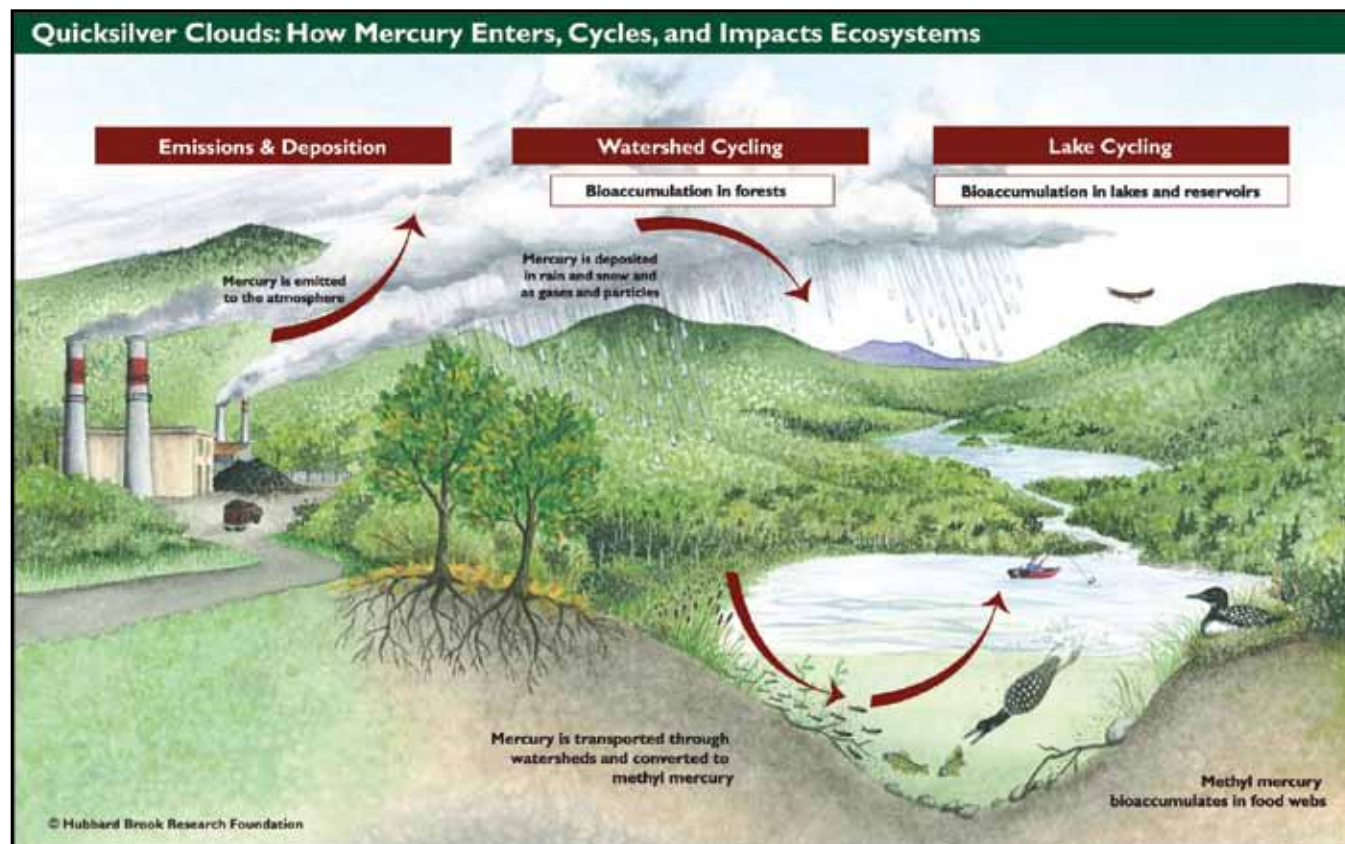 Quicksilver Clouds: How Mercury Enters, Cycles, and Impacts Ecosystems
Emissions & Deposition
Watershed Cycling
Lake Cycling
Bioaccumulation in forests
Bioaccumulation in lakes and reservoirs
Mercury is emitted
to the atmosphere
Mercury is deposited
in rain and snow and
as gases and particles
Mercury is transported through
watersheds and converted to
methyl mercury
Methyl mercury
bioaccumulates in food webs
© Hubbard Brook Research Foundation